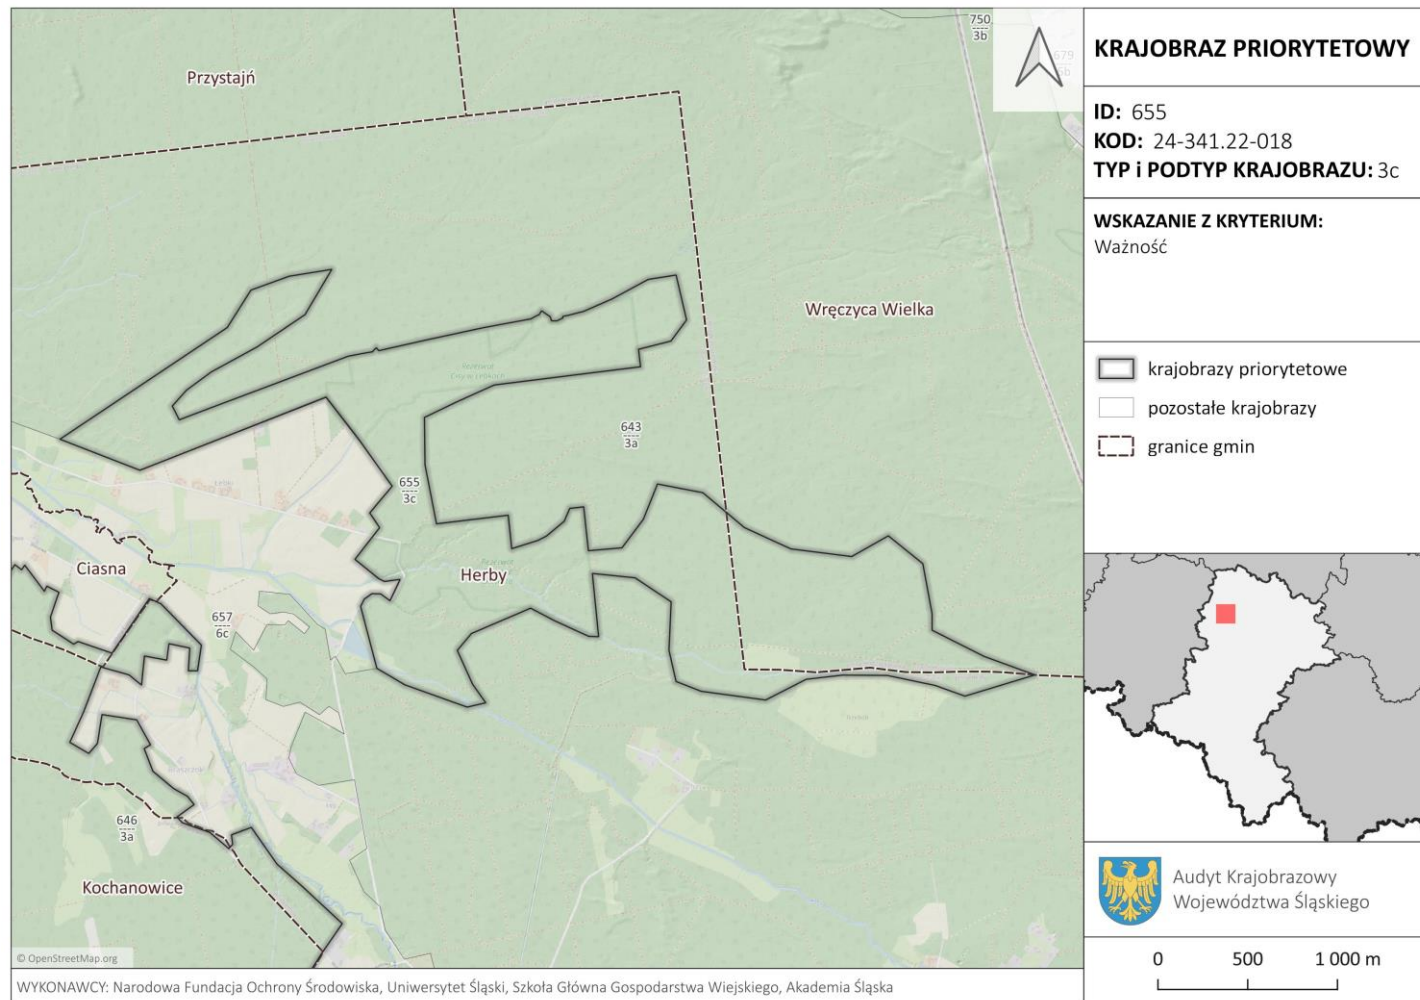 750
3b
679
Przystajń
Wręczyca Wielka
643
3a
655
3c
Ciasna
Herby
657
6c
646
3a
Kochanowice
© OpenStreetMap.org
WYKONAWCY: Narodowa Fundacja Ochrony Środowiska, Uniwersytet Śląski, Szkoła Główna Gospodarstwa Wiejskiego, Akademia Śląska
KRAJOBRAZ PRIORYTETOWY
ID: 655
KOD: 24-341.22-018
TYP i PODTYP KRAJOBRAZU: 3c
WSKAZANIE Z KRYTERIUM:
Ważność
krajobrazy priorytetowe
pozostałe krajobrazy
granice gmin
Audyt Krajobrazowy
Województwa Śląskiego
0 500 1 000 m